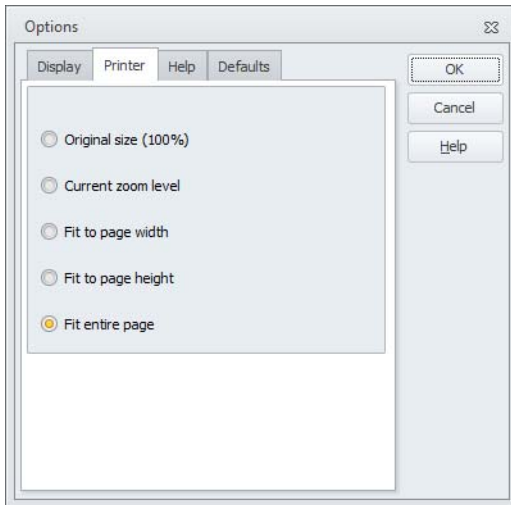 Options
Display Printer Help Defaults
OK
Cancel
Help
Original size (100%)
Current zoom level
Fit to page width
Fit to page height
Fit entire page